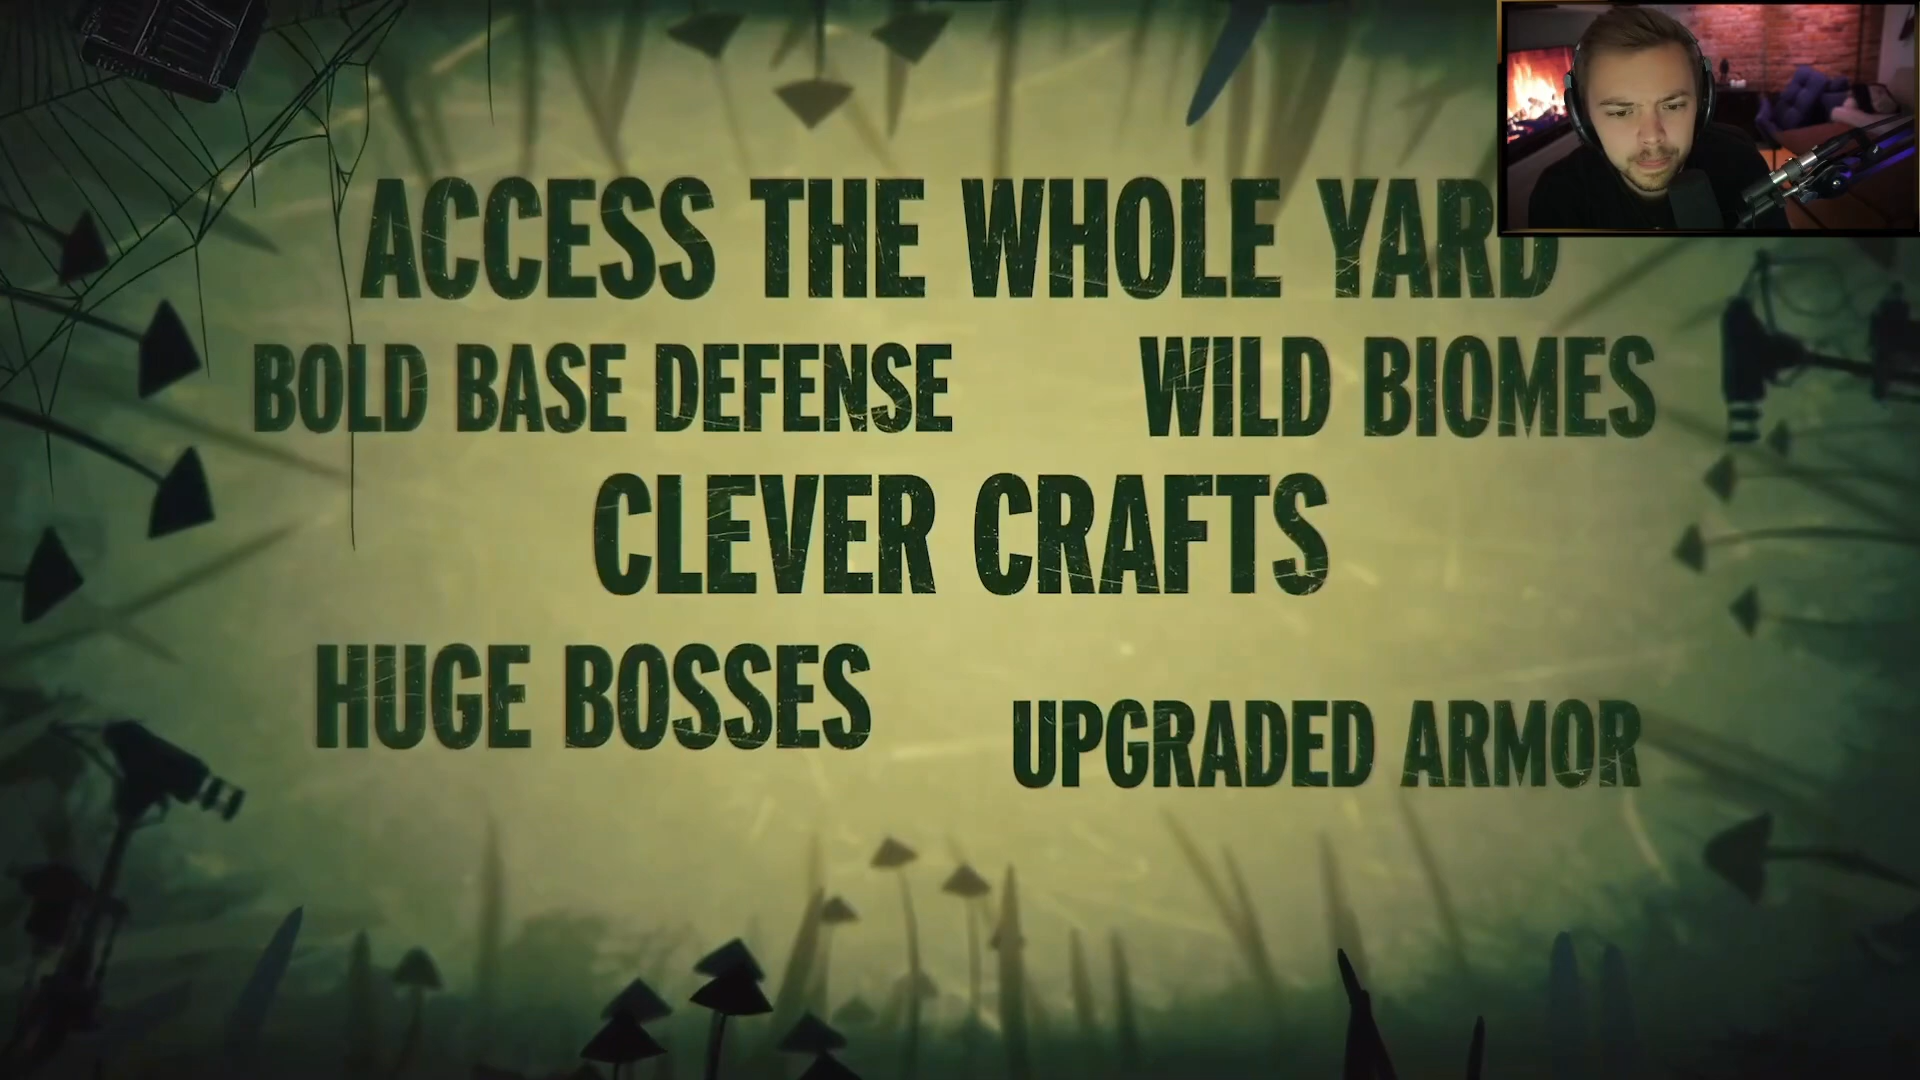 ACCESS THE WHOLE YARD
BOLD BASE DEFENSE
WILD BIOMES
CLEVER CRAFTS
HUGE BOSSES
UPGRADED ARMOR